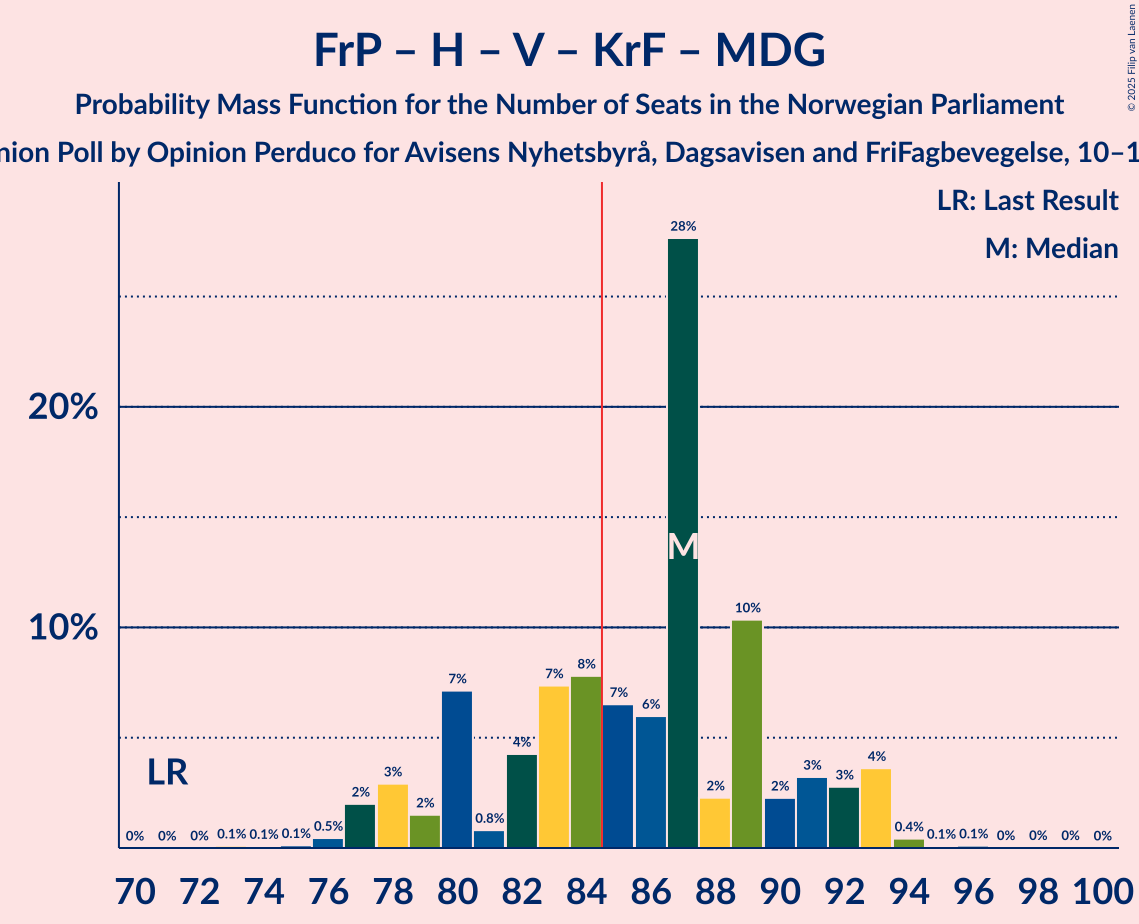 FrP – H – V – KrF – MDG
© 2025 Filip van Laenen
Probability Mass Function for the Number of Seats in the Norwegian Parliament
Poll by Opinion Perduco for Avisens Nyhetsbyrå, Dagsavisen and FriFagbevegelse,
LR: Last Result
M: Median
28%
20%
M
10%
10%
8%
7% 7% 7%
6%
4% 4%
LR
3% 3% 3%
2% 2% 2% 2%
0% 0% 0% 0.1% 0.1% 0.1% 0.5% 0.8% 0.4% 0.1% 0.1% 0% 0% 0% 0%
70 72 74 76 78 80 82 84 86 88 90 92 94 96 98 100